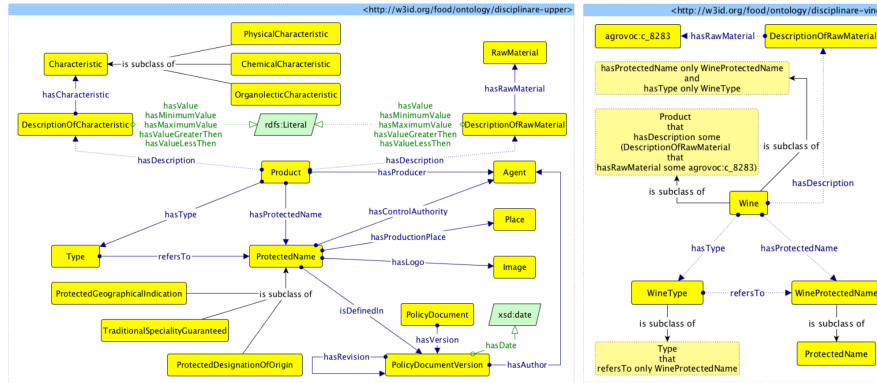 <http://w3id.org/food/ontology/disciplinare-upper>
PhysicalCharacteristic
Characteristic
is subclass of
ChemicalCharacteristic
RawMaterial
OrganolecticCharacteristic
hasCharacteristic
hasRawMaterial
hasValue
hasMinimumValue
hasMaximumValue
hasValueGreaterThen
hasValueLessThen
hasValue
hasMinimumValue
hasMaximumValue
hasValueGreaterThen
hasValueLessThen
DescriptionOfCharacteristic
rdfs:Literal
DescriptionOfRawMaterial
hasDescription
hasDescription
Product
hasProducer
Agent
hasType
hasProtectedName
hasControlAuthority
Place
hasProductionPlace
Type
refersTo
ProtectedName
hasLogo
Image
ProtectedGeographicalIndication
is subclass of
TraditionalSpecialityGuaranteed
ProtectedDesignationOfOrigin
isDefinedIn
PolicyDocument
xsd:date
hasVersion
hasDate
hasRevision
PolicyDocumentVersion
hasAuthor
<http://w3id.org/food/ontology/disciplinare-vin
agrovoc:c_8283
hasRawMaterial
DescriptionOfRawMaterial
hasProtectedName only WineProtectedName
and
hasType only WineType
Product
that
hasDescription some
(DescriptionOfRawMaterial
that
hasRawMaterial some agrovoc:c_8283)
is subclass of
is subclass of
hasDescription
Wine
hasType
hasProtectedName
WineType
refersTo
WineProtectedName
is subclass of
is subclass of
Type
that
refersTo only WineProtectedName
ProtectedName